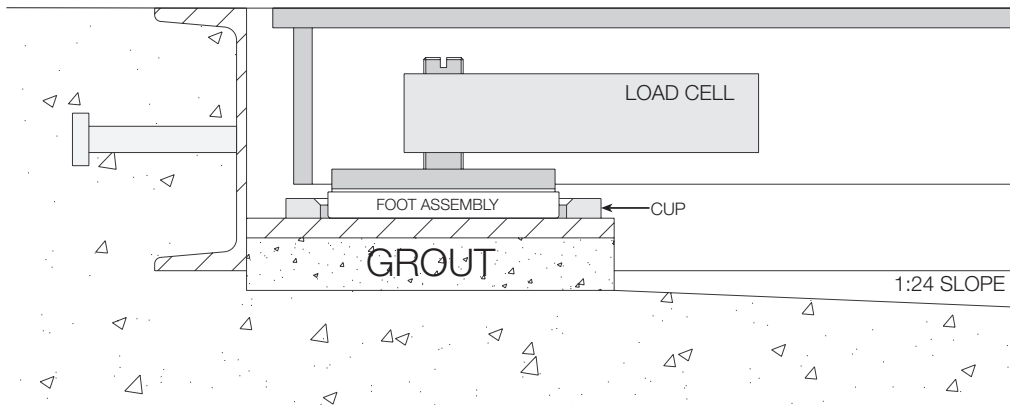 LOAD CELL
FOOT ASSEMBLY
CUP
GROUT
1:24 SLOPE